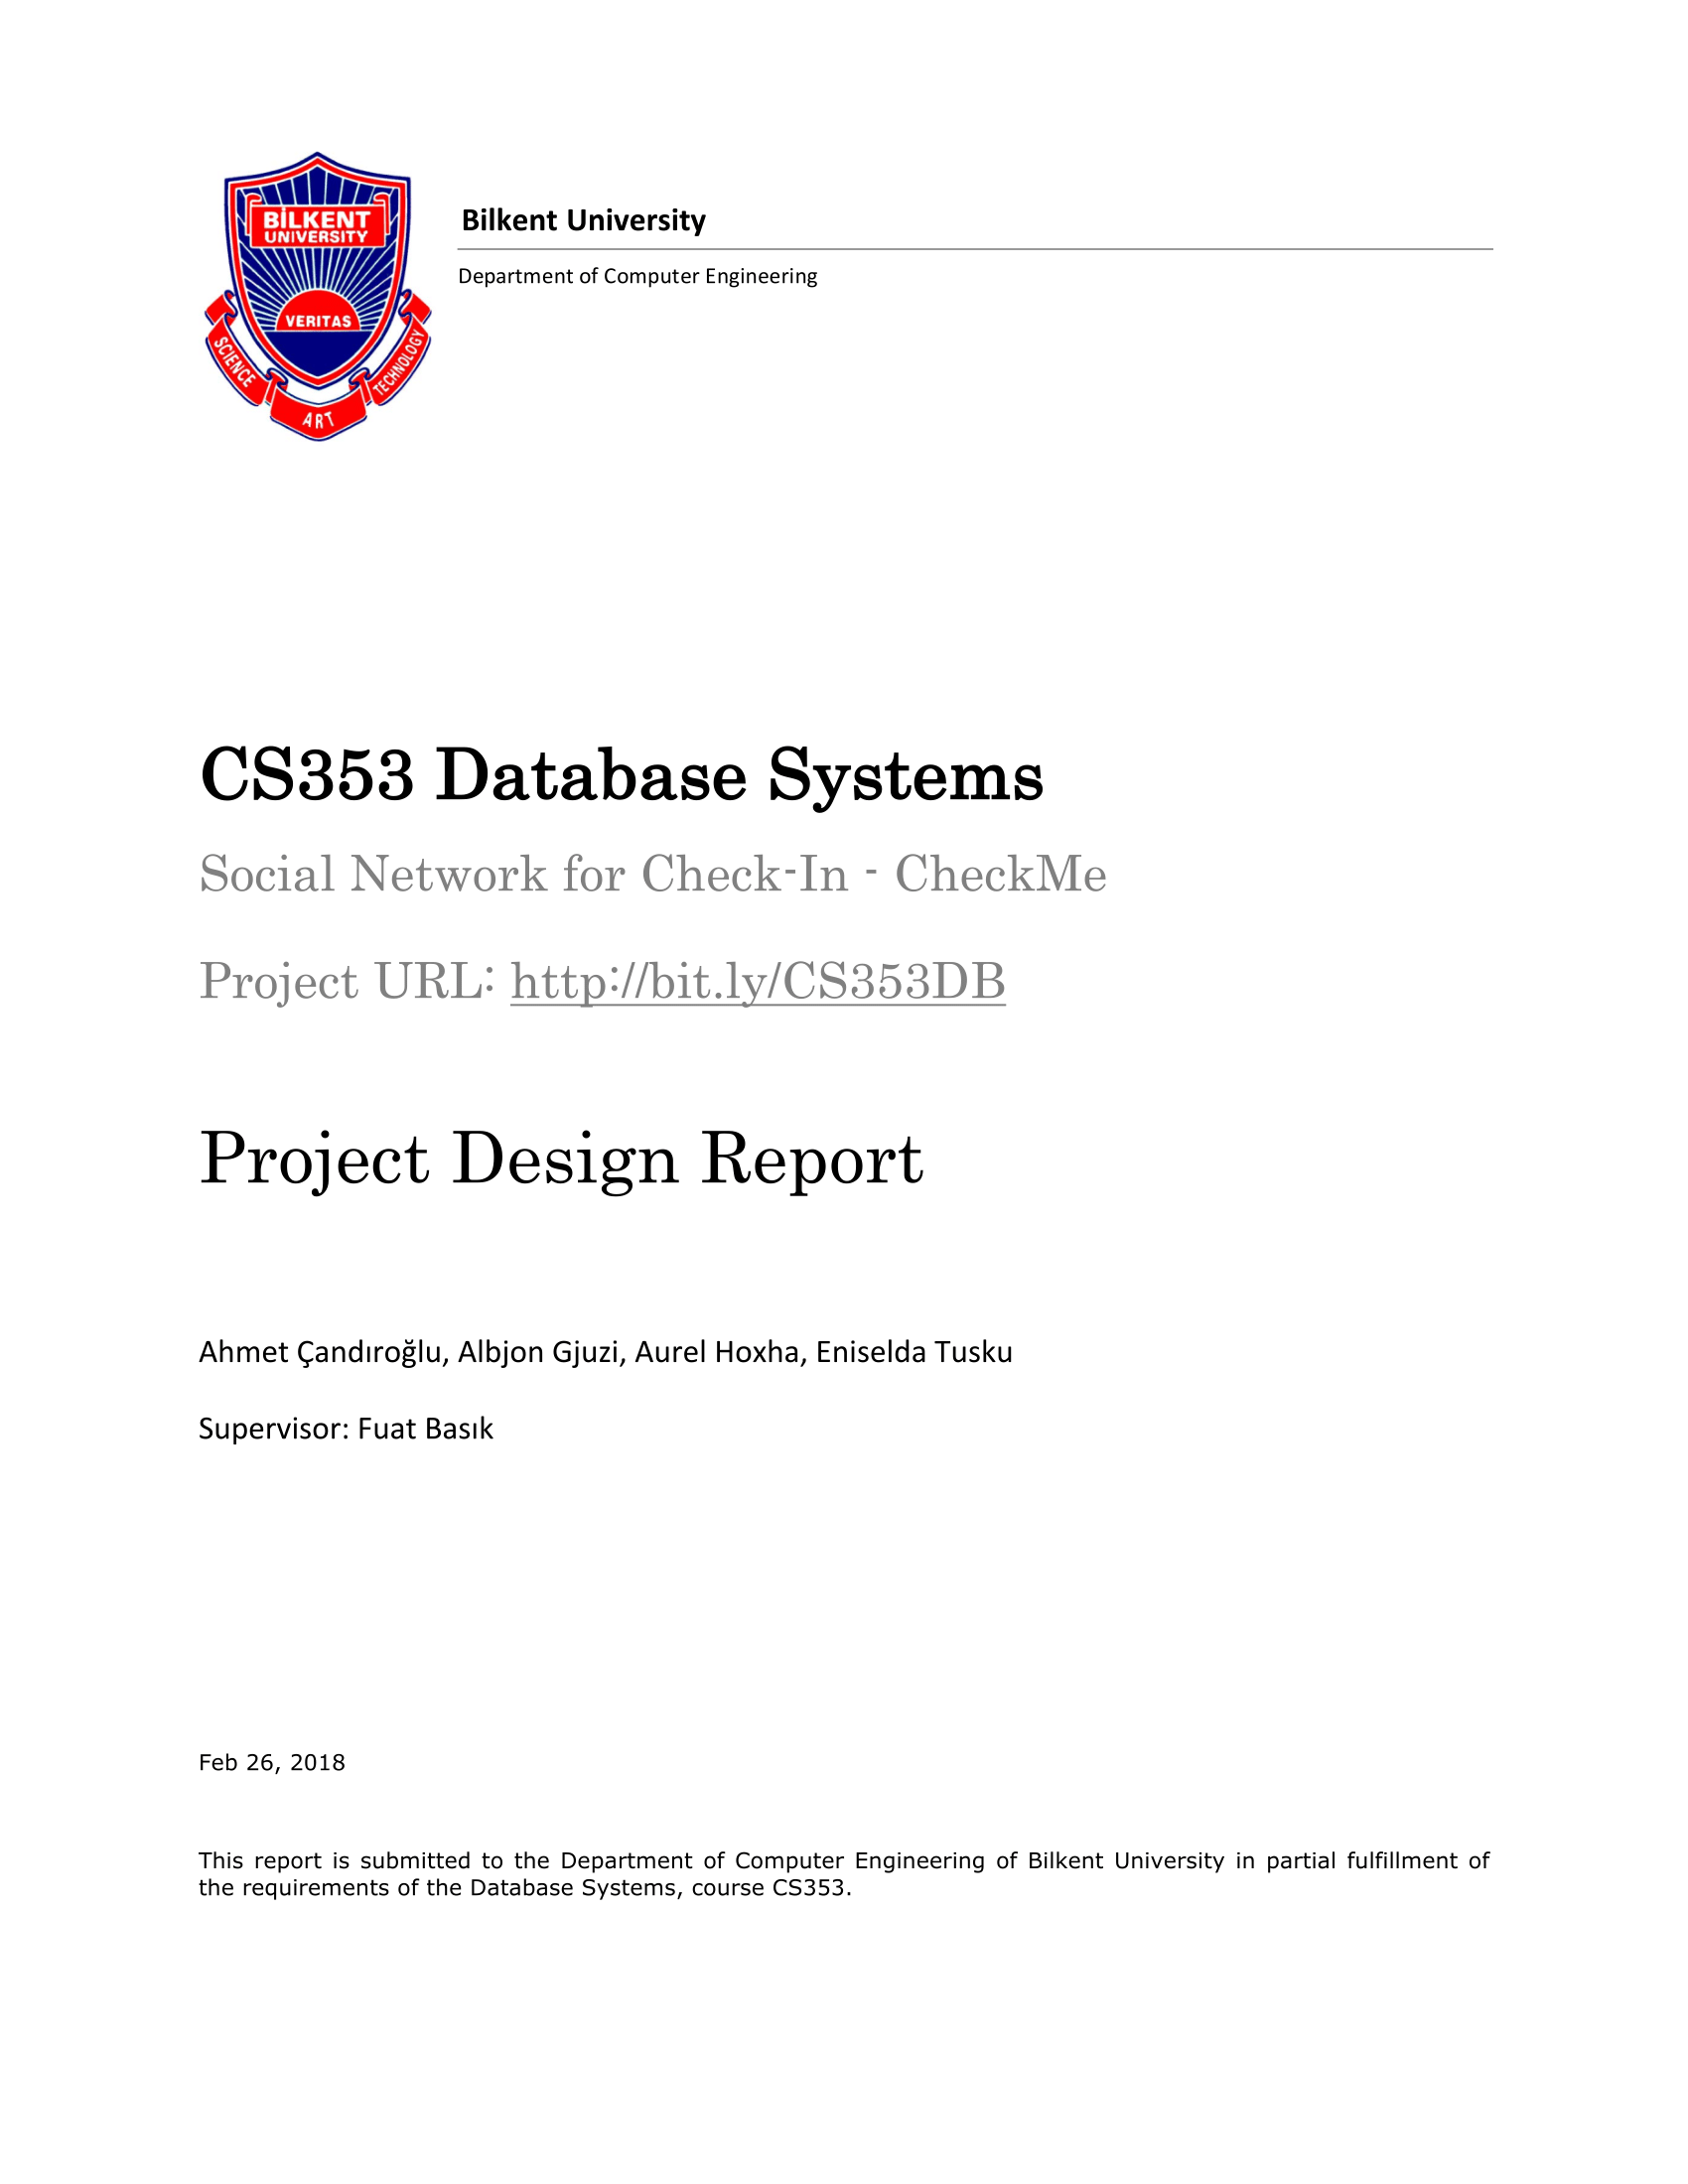 BİLKENT
UNIVERSITY
VERITAS
SCIENCE
ART
TECHNOLOGY
Bilkent University
Department of Computer Engineering
CS353 Database Systems
Social Network for Check-In - CheckMe
Project URL: http://bit.ly/CS353DB
Project Design Report
Ahmet Çandıroğlu, Albjon Gjuzi, Aurel Hoxha, Eniselda Tusku
Supervisor: Fuat Basık
Feb 26, 2018
This report is submitted to the Department of Computer Engineering of Bilkent University in partial fulfillment of
the requirements of the Database Systems, course CS353.